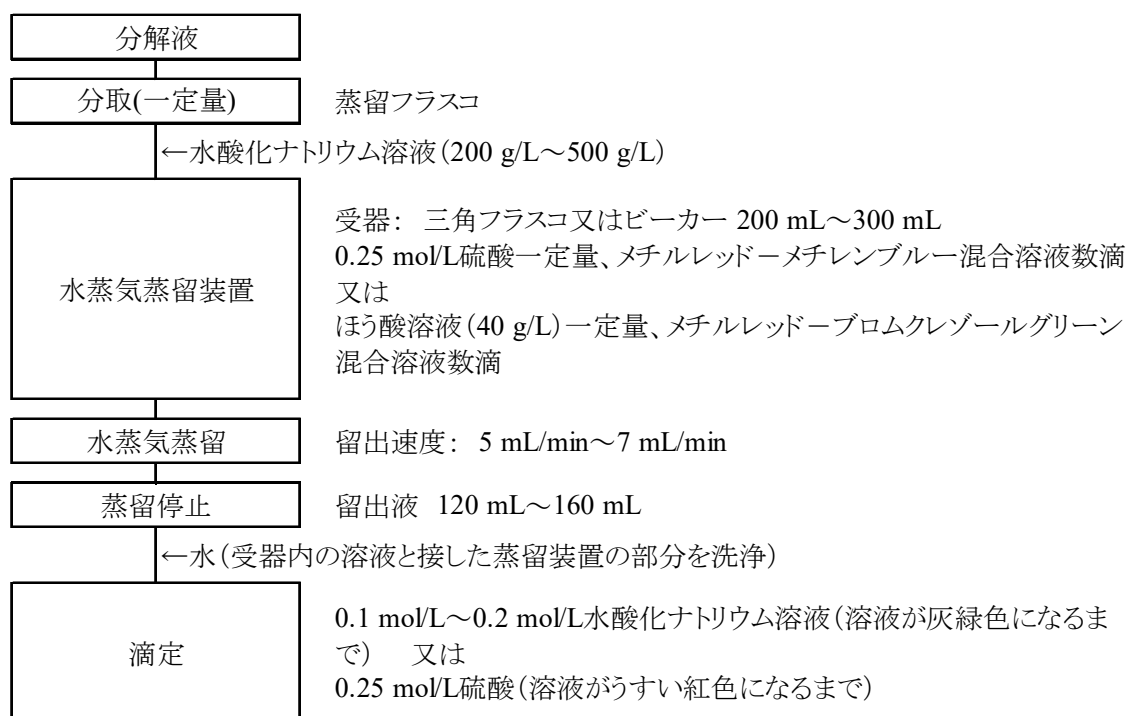 分解液
分取(一定量) 蒸留フラスコ
←水酸化ナトリウム溶液(200 g/L～500 g/L)
水蒸気蒸留装置
受器： 三角フラスコ又はビーカー 200 mL～300 mL
0.25 mol/L硫酸一定量、メチルレッド－メチレンブルー混合溶液数滴
又は
ほう酸溶液(40 g/L)一定量、メチルレッド－ブロムクレゾールグリーン
混合溶液数滴
水蒸気蒸留 留出速度： 5 mL/min～7 mL/min
蒸留停止 留出液 120 mL～160 mL
←水(受器内の溶液と接した蒸留装置の部分を洗浄)
滴定
0.1 mol/L～0.2 mol/L水酸化ナトリウム溶液(溶液が灰緑色になるま
で) 又は
0.25 mol/L硫酸(溶液がうすい紅色になるまで)